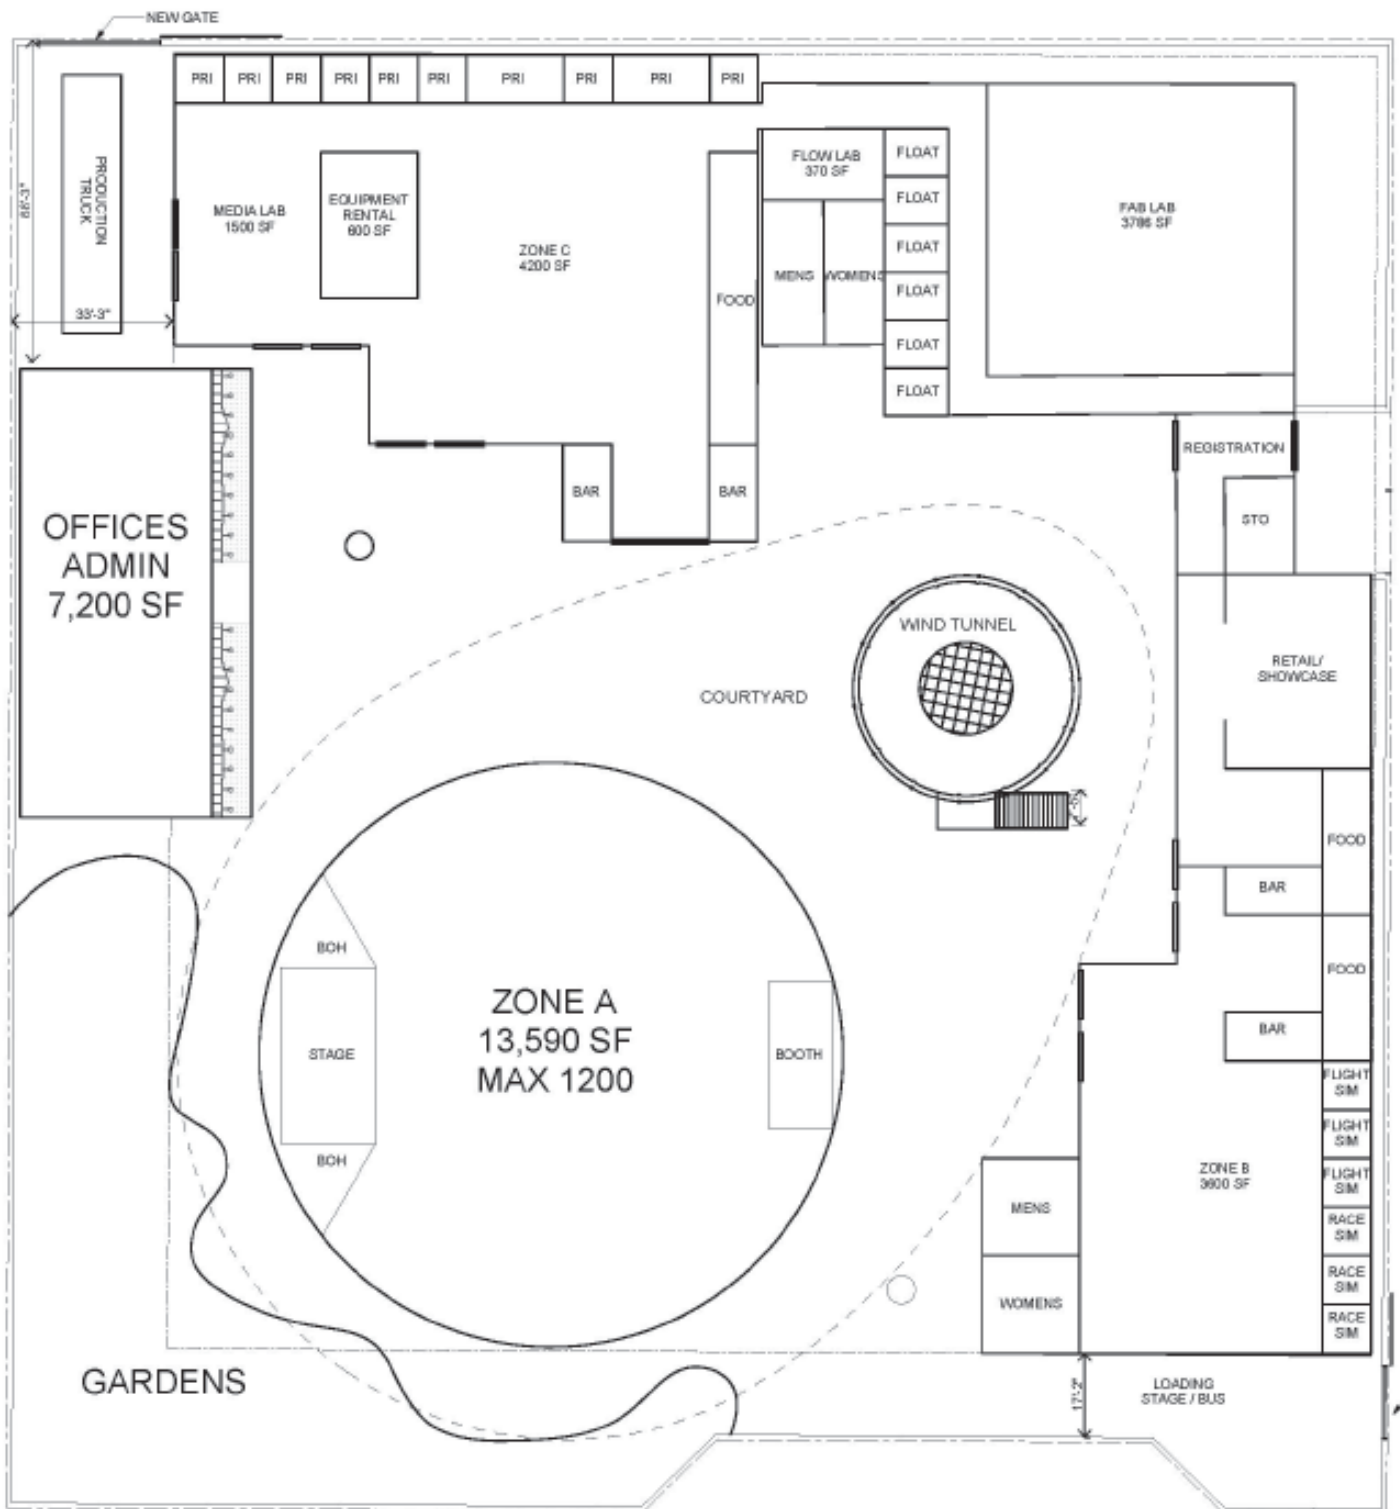 NEW GATE
PRI
PRI
PRI
PRI
PRI
PRI
PRI
PRI
PRI
PRI
PRODUCTION
TRUCK
33'-3"
MEDIA LAB
1500 SF
EQUIPMENT
RENTAL
600 SF
ZONE C
4200 SF
FOOD
BAR
BAR
FLOW LAB
370 SF
MENS
WOMENS
FLOAT
FLOAT
FLOAT
FLOAT
FLOAT
FLOAT
FAB LAB
3786 SF
REGISTRATION
STO
OFFICES
ADMIN
7,200 SF
WIND TUNNEL
COURTYARD
RETAIL/
SHOWCASE
FOOD
BAR
FOOD
BAR
BOH
STAGE
BOH
ZONE A
13,590 SF
MAX 1200
BOOTH
FLIGHT
SIM
FLIGHT
SIM
FLIGHT
SIM
RACE
SIM
RACE
SIM
RACE
SIM
ZONE B
3600 SF
MENS
WOMENS
GARDENS
17'-2"
LOADING
STAGE / BUS